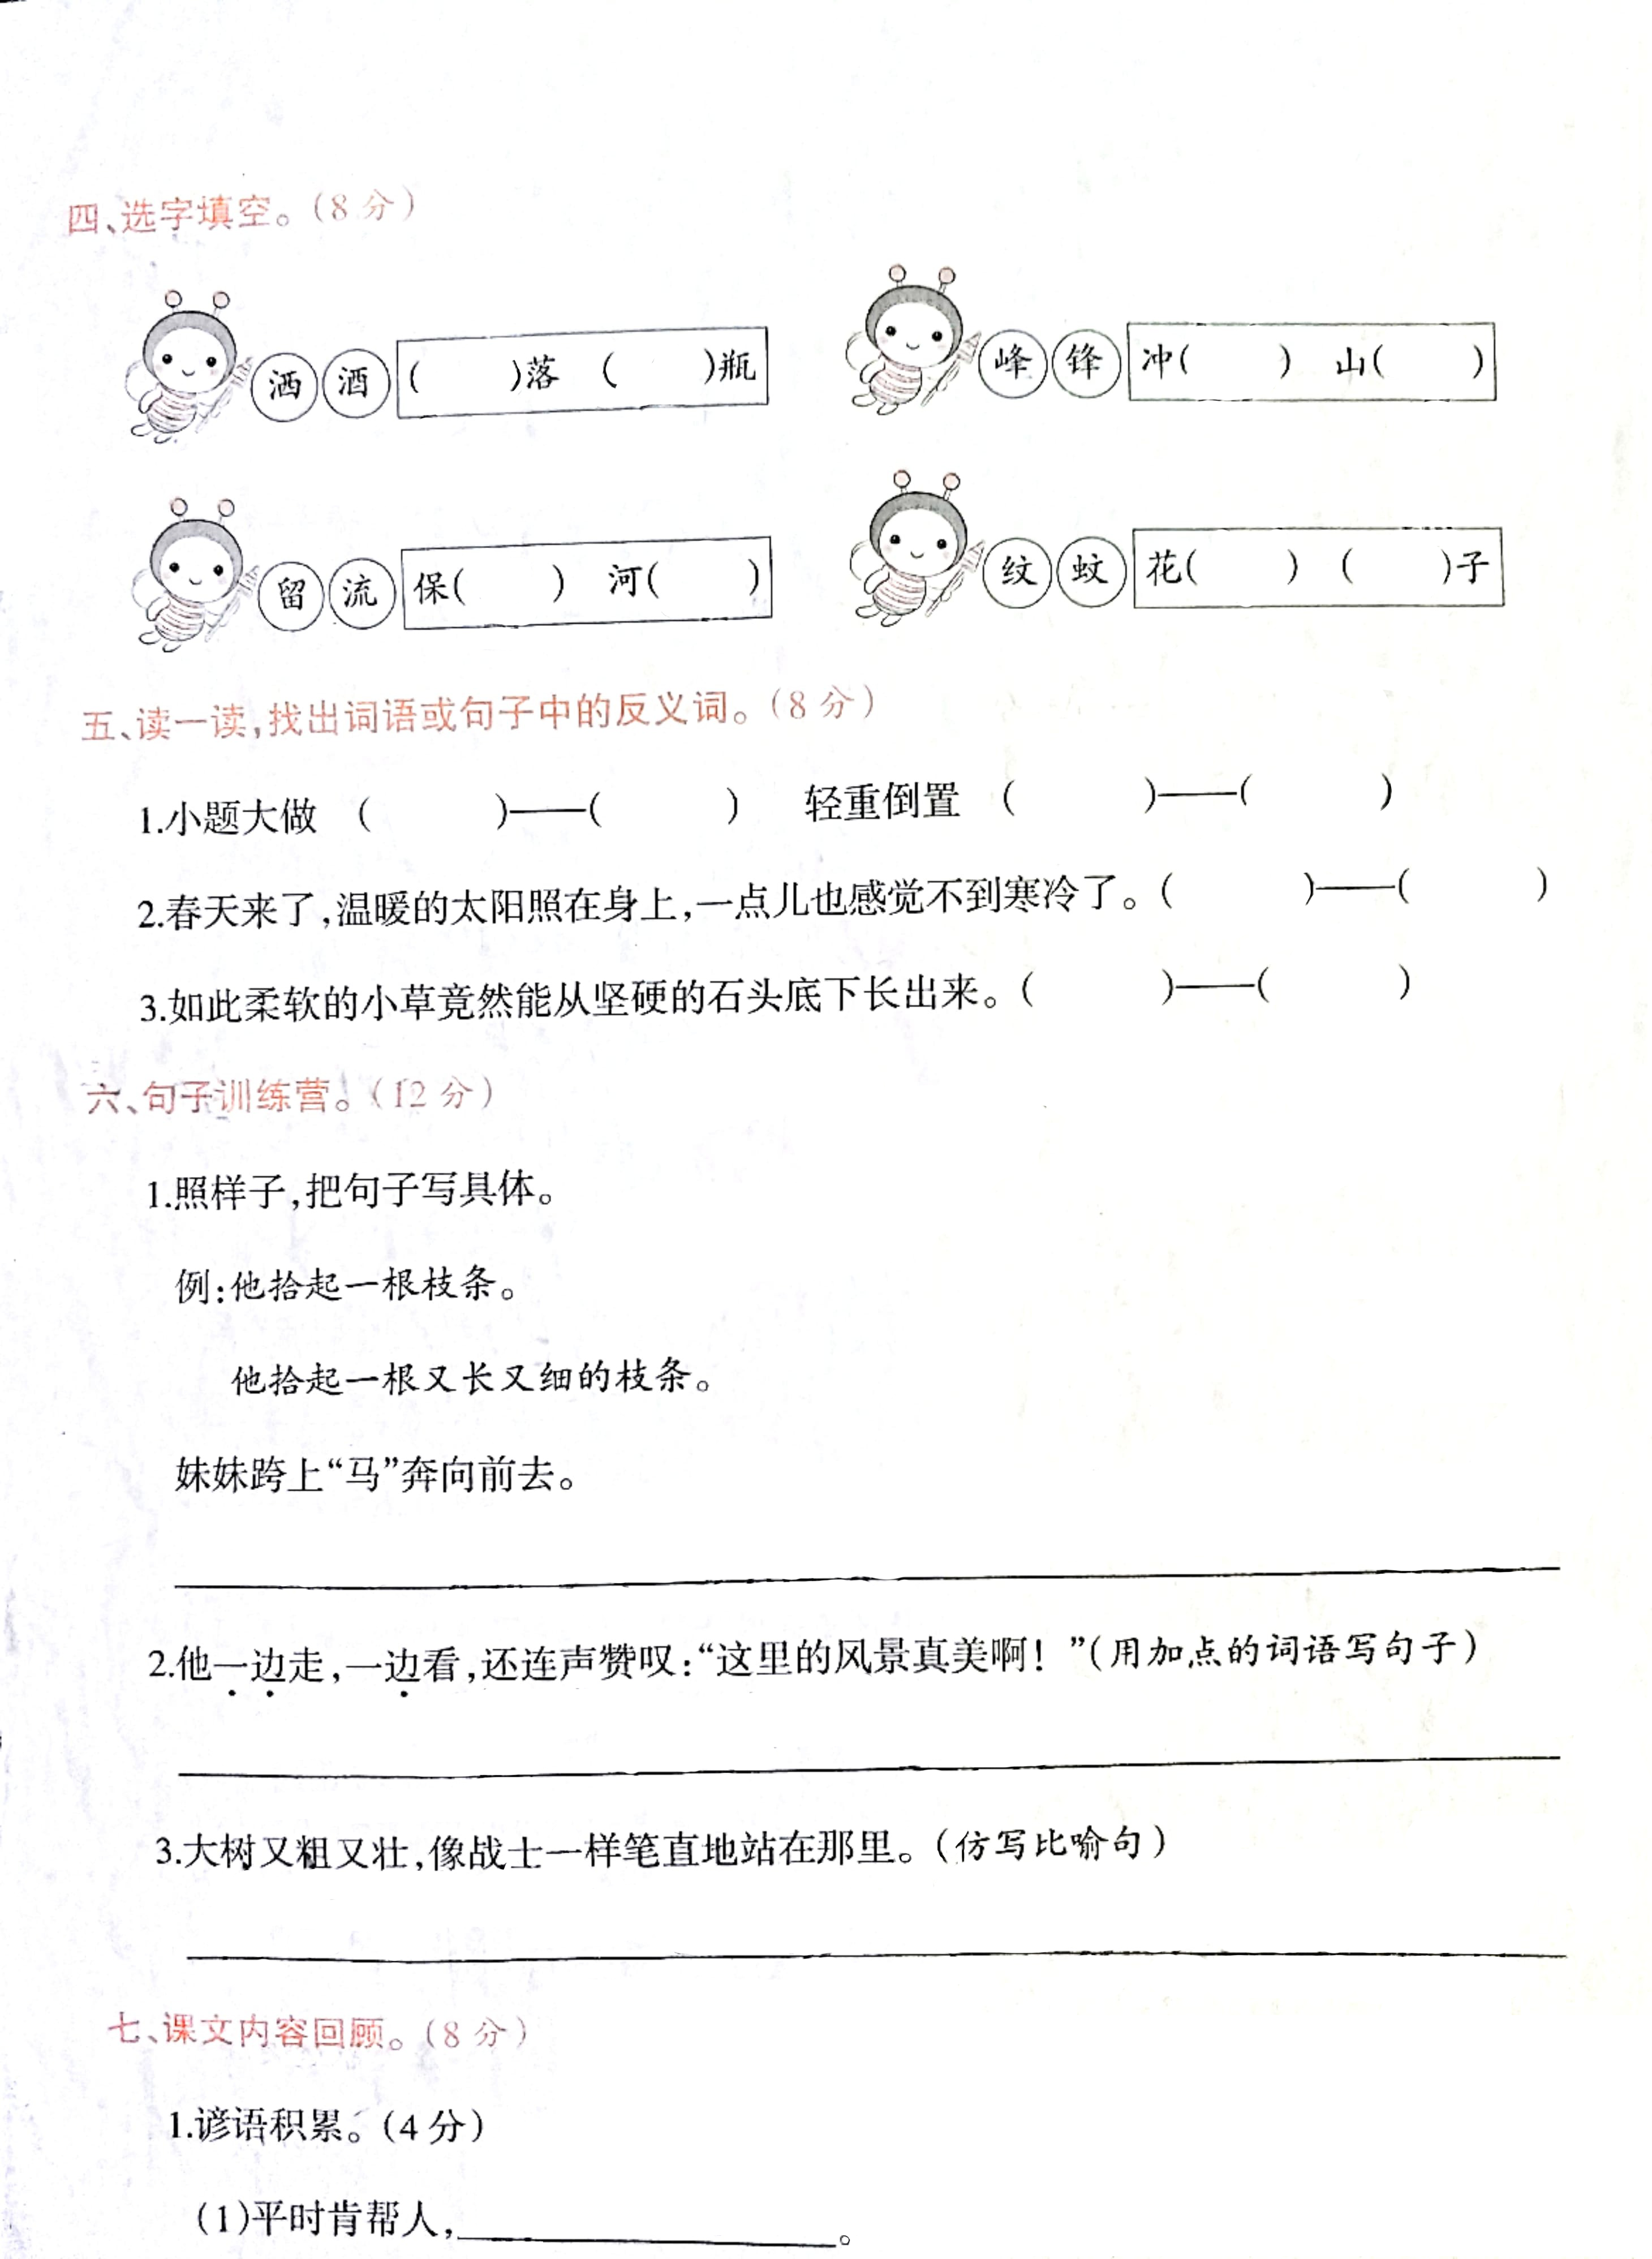 四、选字填空。(8 分)
洒 酒 (    )落 (    )瓶 峰 锋 冲(    ) 山(    )
留 流 保(    ) 河(    ) 纹 蚊 花(    ) (    )子
五、读一读,找出词语或句子中的反义词。(8 分)
1.小题大做 (    )——(    ) 轻重倒置 (    )——(    )
2.春天来了,温暖的太阳照在身上,一点儿也感觉不到寒冷了。(    )——(    )
3.如此柔软的小草竟然能从坚硬的石头底下长出来。(    )——(    )
六、句子训练营。(12 分)
1.照样子,把句子写具体。
例:他拾起一根枝条。
他拾起一根又长又细的枝条。
妹妹跨上“马”奔向前去。
2.他一边走,一边看,还连声赞叹:“这里的风景真美啊!”(用加点的词语写句子)
3.大树又粗又壮,像战士一样笔直地站在那里。(仿写比喻句)
七、课文内容回顾。(8 分)
1.谚语积累。(4 分)
(1)平时肯帮人,________。